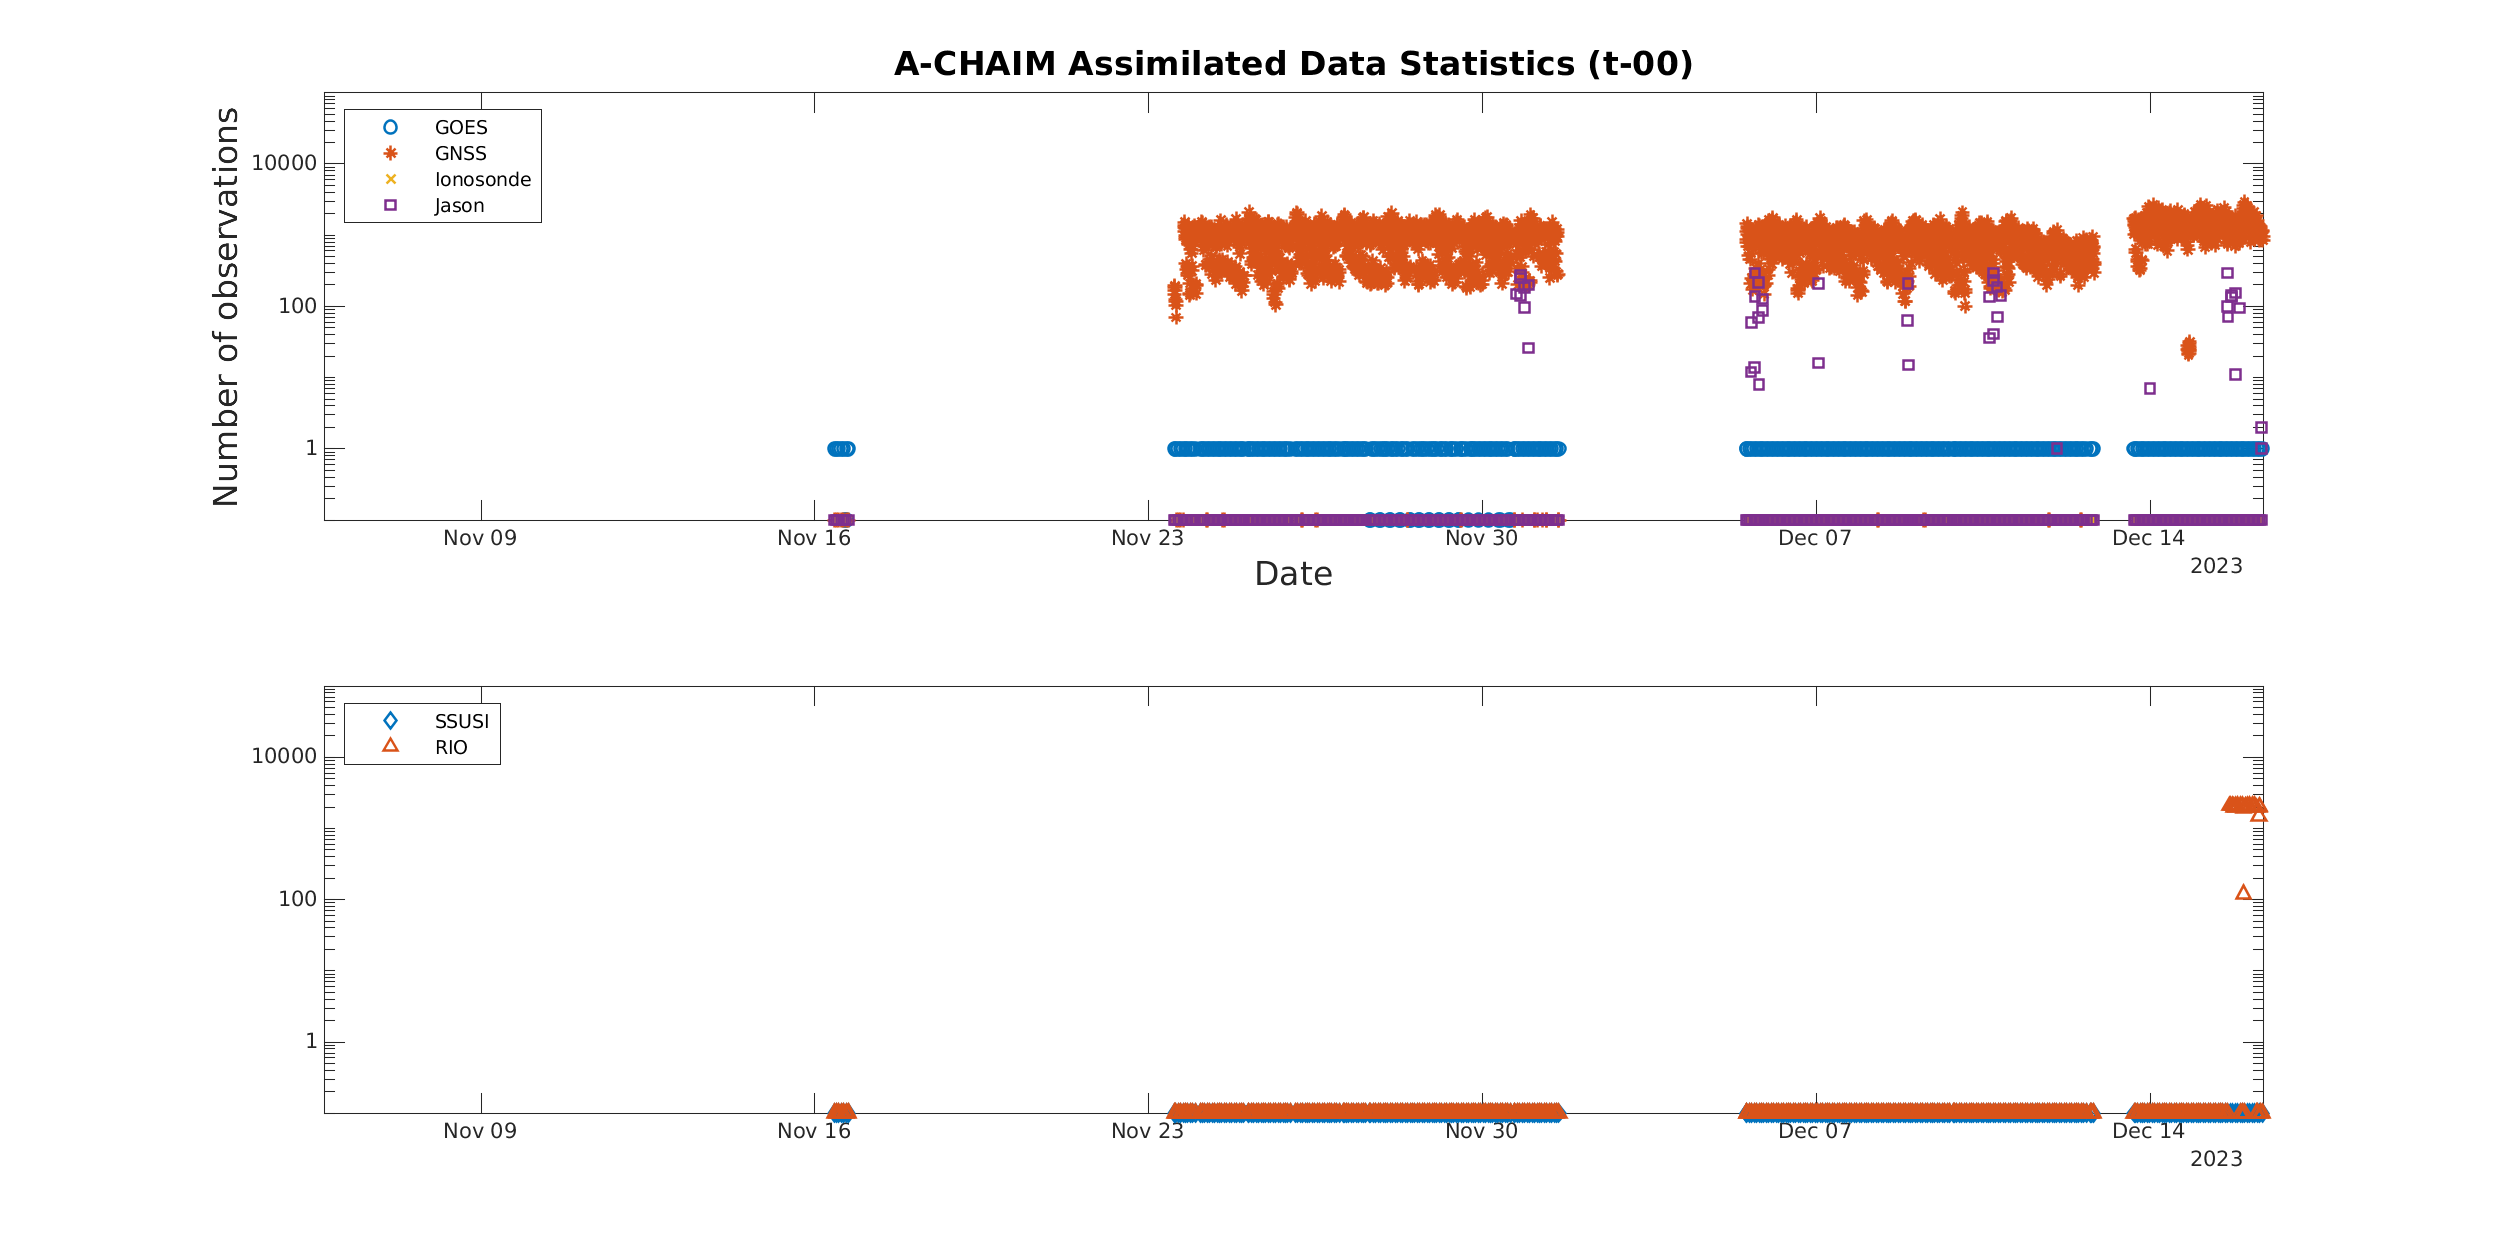 A-CHAIM Assimilated Data Statistics (t-00)
Number of observations
10000
100
1
GOES
GNSS
Ionosonde
Jason
Nov 09
Nov 16
Nov 23
Nov 30
Dec 07
Dec 14
2023
Date
10000
100
1
SSUSI
RIO
Nov 09
Nov 16
Nov 23
Nov 30
Dec 07
Dec 14
2023